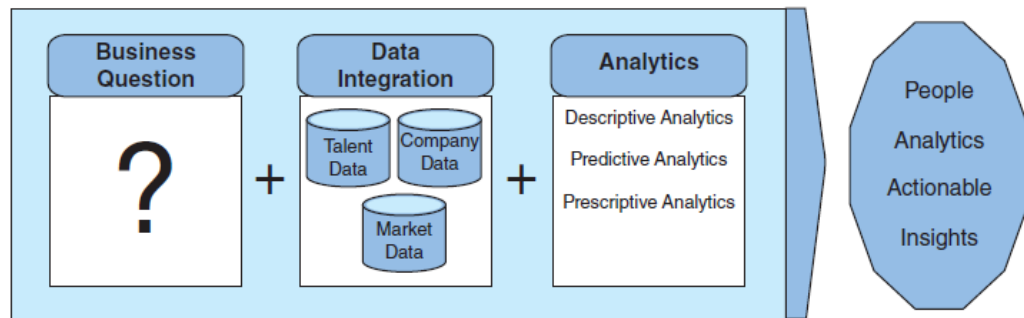 Business
Question
?
+
Data
Integration
Talent
Data
Company
Data
Market
Data
+
Analytics
Descriptive Analytics
Predictive Analytics
Prescriptive Analytics
People
Analytics
Actionable
Insights